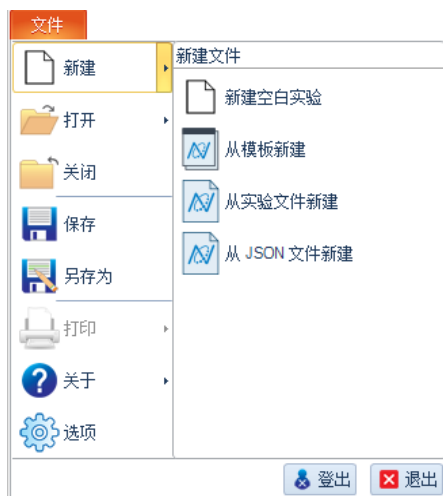 文件
新建
打开
关闭
保存
另存为
打印
关于
选项
新建文件
新建空白实验
从模板新建
从实验文件新建
从 JSON 文件新建
登出
退出